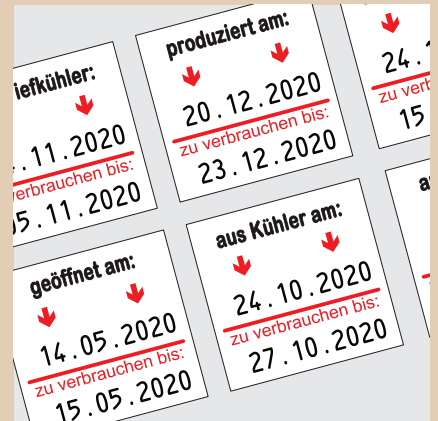 iefkühler:
.11.2020
verbrauchen bis:
05.11.2020
produziert am:
20.12.2020
zu verbrauchen bis:
23.12.2020
24.
zu verb
15
geöffnet am:
14.05.2020
zu verbrauchen bis:
15.05.2020
aus Kühler am:
24.10.2020
zu verbrauchen bis:
27.10.2020
a